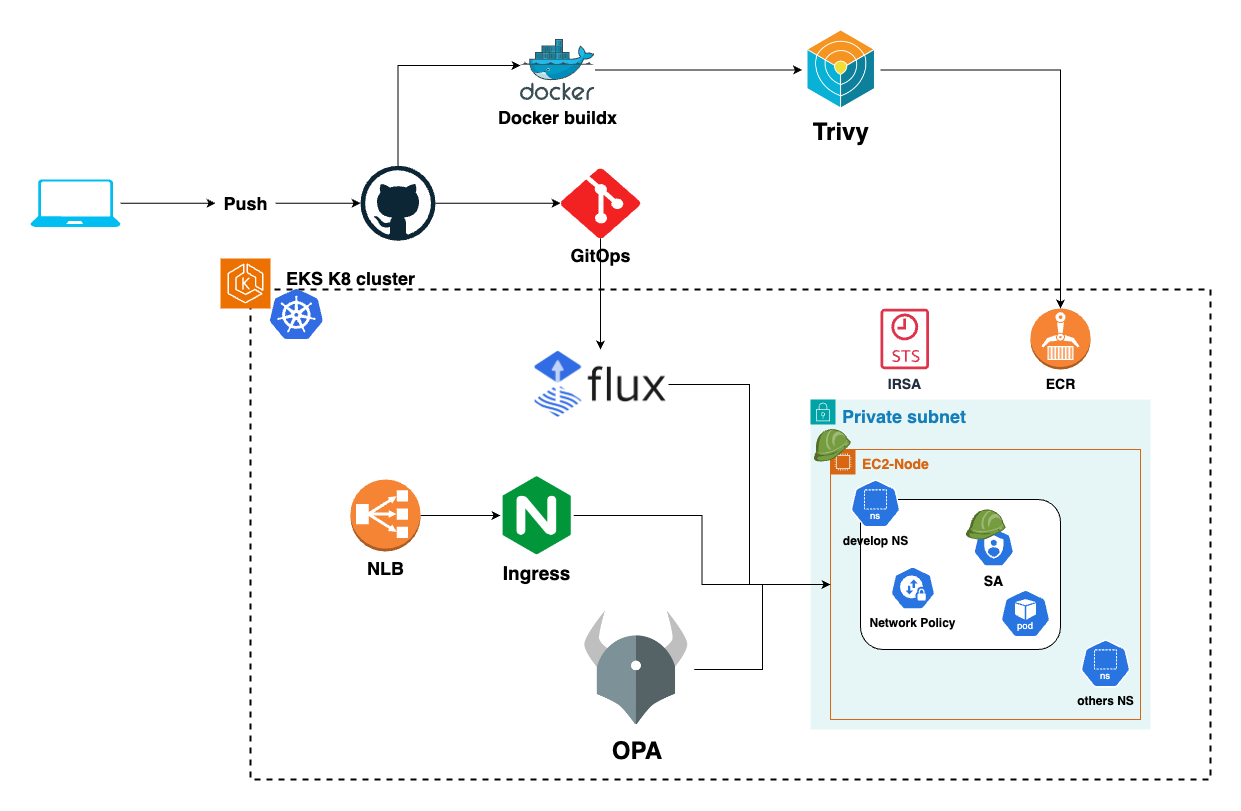 docker
Docker buildx
Trivy
Push
GitOps
EKS K8 cluster
K
flux
STS
IRSA
ECR
Private subnet
EC2-Node
ns
develop NS
SA
Network Policy
pod
ns
others NS
NLB
N
Ingress
OPA